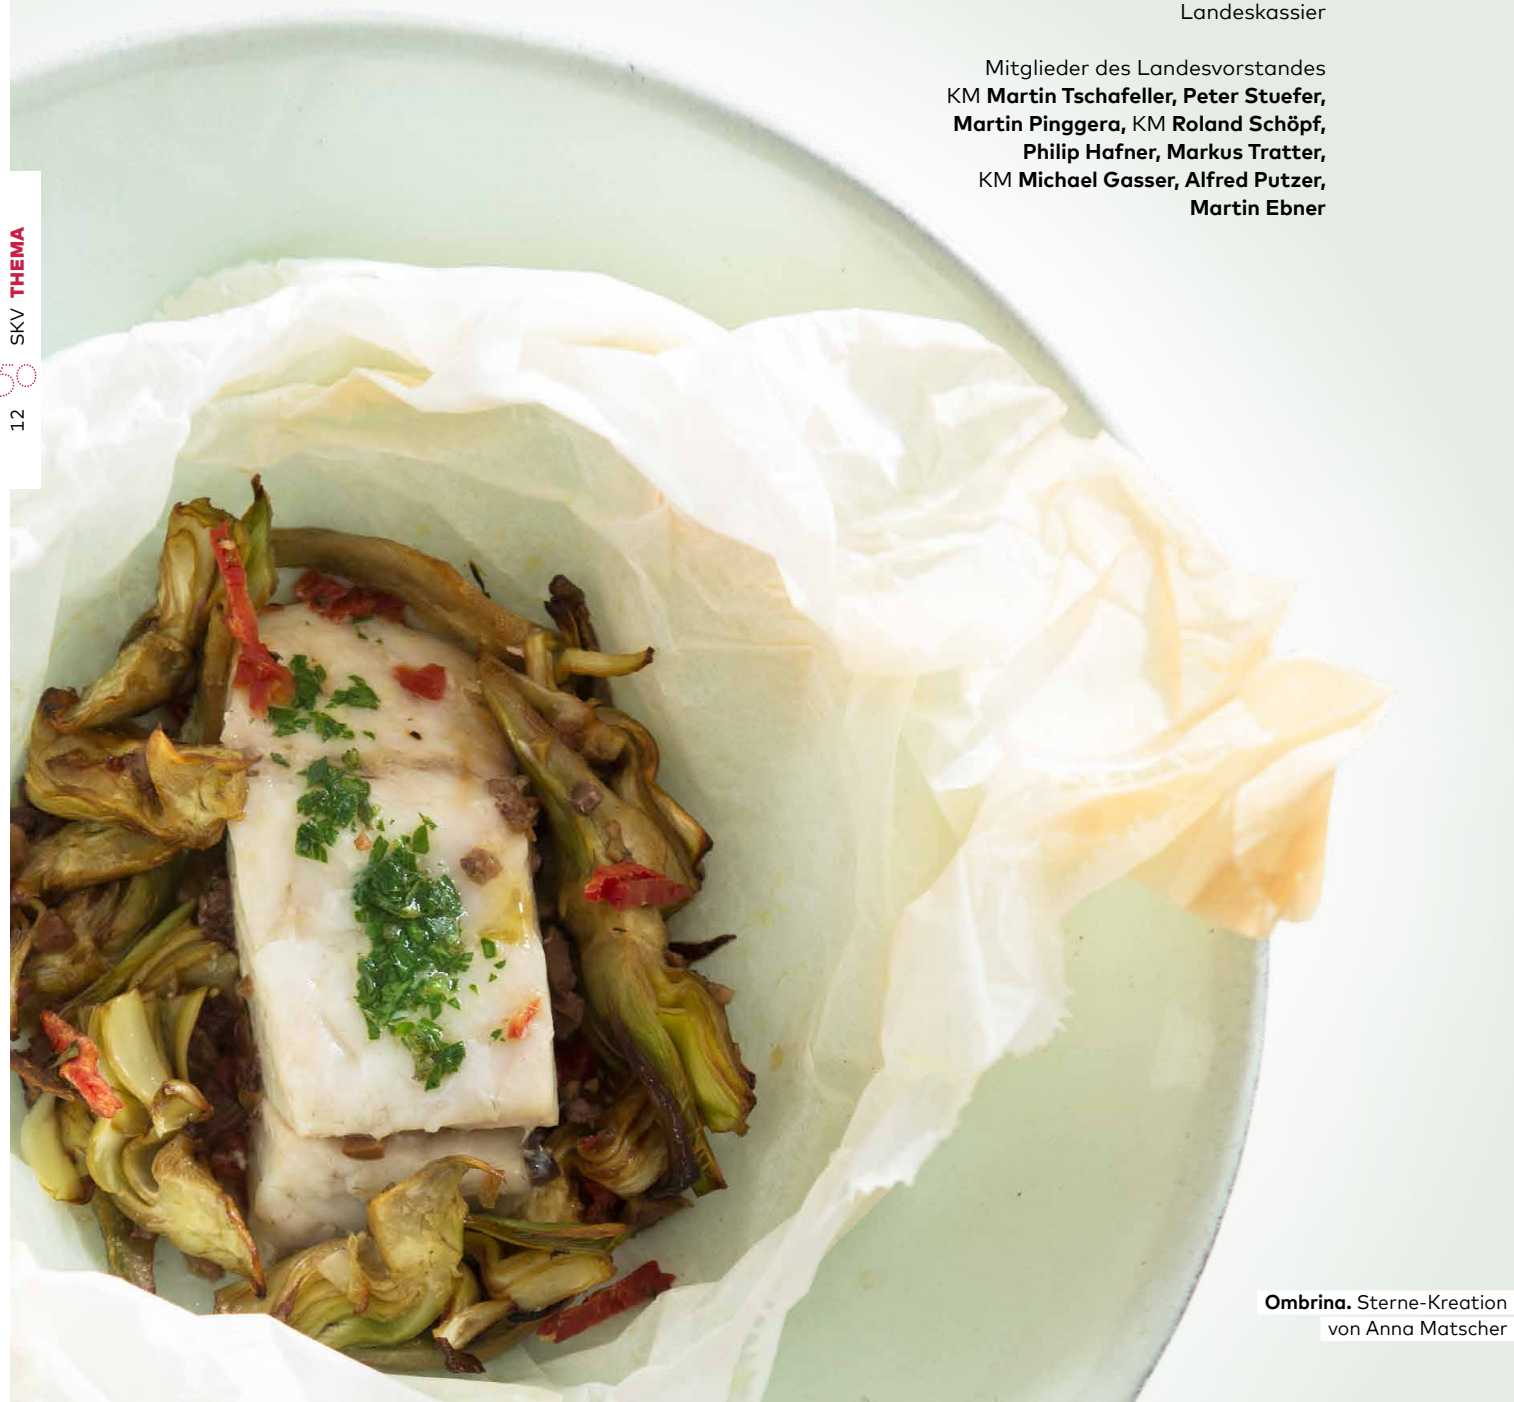 Landeskassier
Mitglieder des Landesvorstandes
KM Martin Tschafeller, Peter Stuefer,
Martin Pinggera, KM Roland Schöpf,
Philip Hafner, Markus Tratter,
KM Michael Gasser, Alfred Putzer,
Martin Ebner
12 50 SKV THEMA
Ombrina. Sterne-Kreation
von Anna Matscher